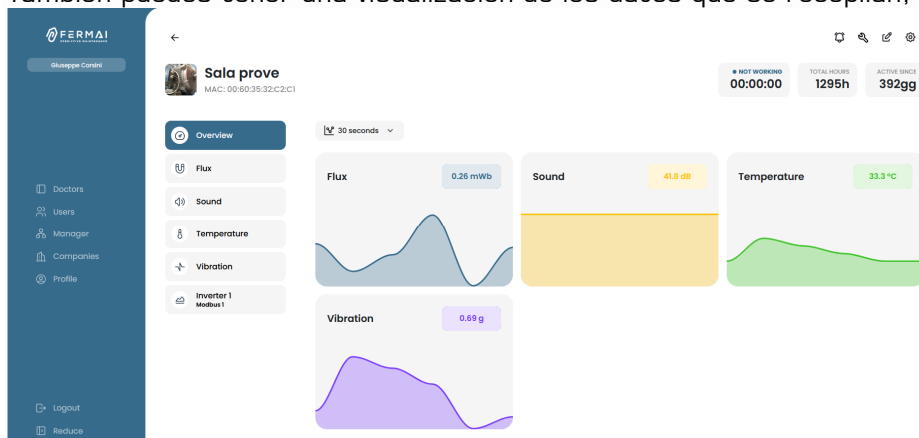 También puedes tener una visualización de los datos que se recopilan,
FERMAI
PREDICTIVE MAINTENANCE
Giuseppe Corsini
Doctors
Users
Manager
Companies
Profile
Logout
Reduce
Sala prove
MAC: 00:60:35:32:C2:C1
NOT WORKING
00:00:00
TOTAL HOURS
1295h
ACTIVE SINCE
392gg
Overview
Flux
Sound
Temperature
Vibration
Inverter 1
Modbus 1
30 seconds
Flux
0.26 mWb
Sound
41.8 dB
Temperature
33.3 °C
Vibration
0.69 g